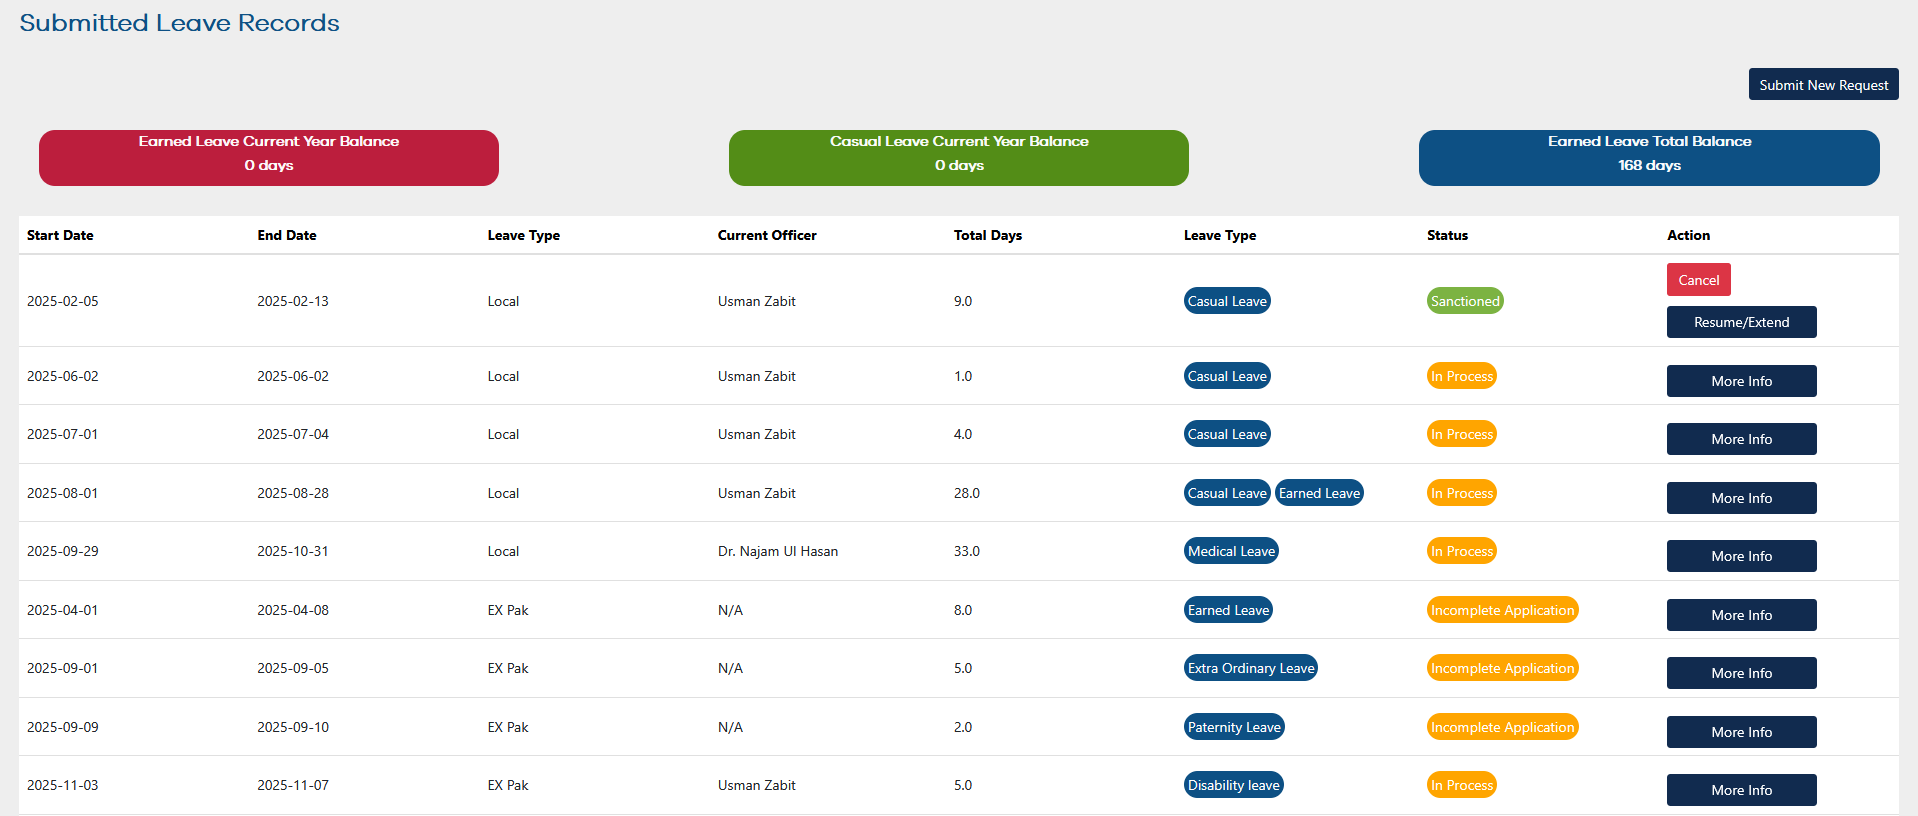 Submitted Leave Records
Submit New Request
Earned Leave Current Year Balance
0 days
Casual Leave Current Year Balance
0 days
Earned Leave Total Balance
168 days
Start Date End Date Leave Type Current Officer Total Days Leave Type Status Action
2025-02-05 2025-02-13 Local Usman Zabit 9.0 Casual Leave Sanctioned Cancel
Resume/Extend
2025-06-02 2025-06-02 Local Usman Zabit 1.0 Casual Leave In Process More Info
2025-07-01 2025-07-04 Local Usman Zabit 4.0 Casual Leave In Process More Info
2025-08-01 2025-08-28 Local Usman Zabit 28.0 Casual Leave Earned Leave In Process More Info
2025-09-29 2025-10-31 Local Dr. Najam Ul Hasan 33.0 Medical Leave In Process More Info
2025-04-01 2025-04-08 EX Pak N/A 8.0 Earned Leave Incomplete Application More Info
2025-09-01 2025-09-05 EX Pak N/A 5.0 Extra Ordinary Leave Incomplete Application More Info
2025-09-09 2025-09-10 EX Pak N/A 2.0 Paternity Leave Incomplete Application More Info
2025-11-03 2025-11-07 EX Pak Usman Zabit 5.0 Disability leave In Process More Info